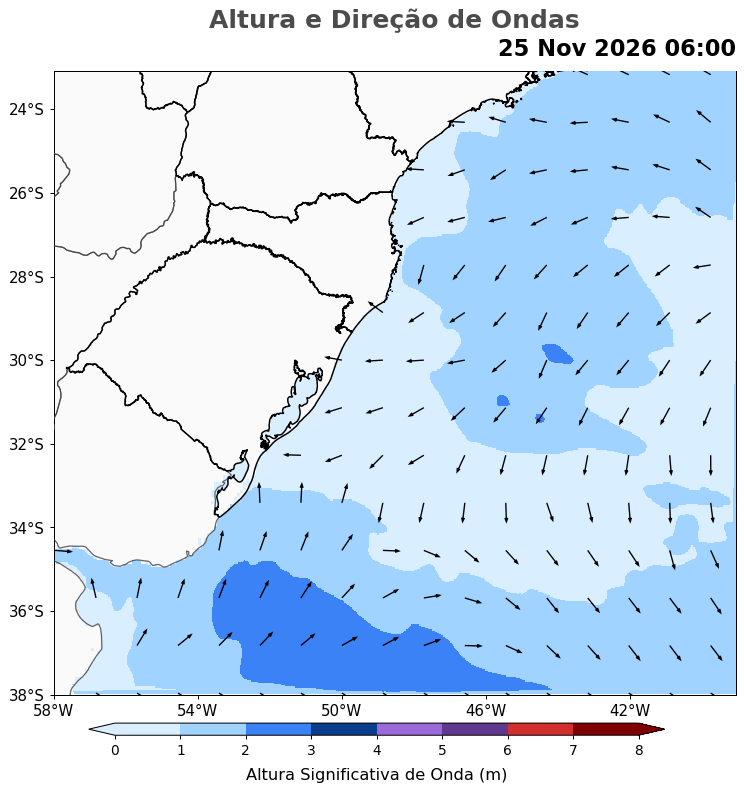 Altura e Direção de Ondas
25 Nov 2026 06:00
24°S
26°S
28°S
30°S
32°S
34°S
36°S
38°S
58°W 54°W 50°W 46°W 42°W
0 1 2 3 4 5 6 7 8
Altura Significativa de Onda (m)